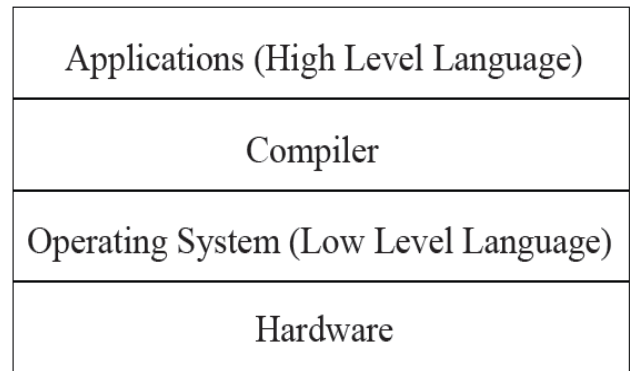 Applications (High Level Language)
Compiler
Operating System (Low Level Language)
Hardware